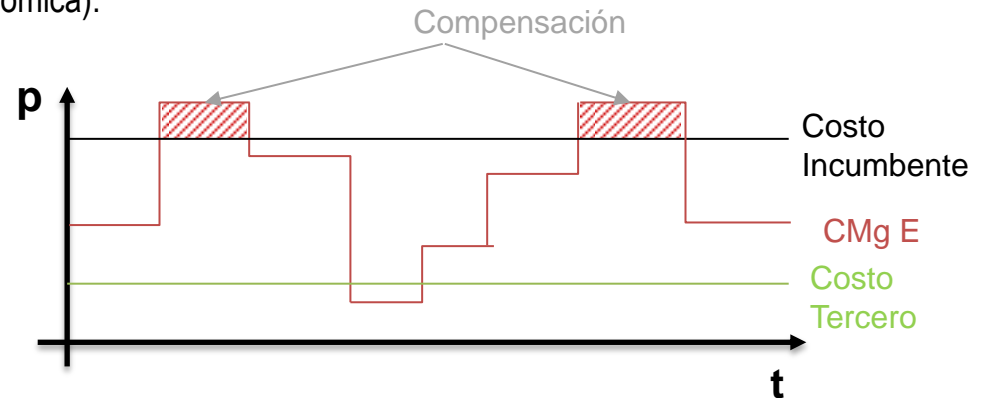 ómica).
Compensación
p
Costo
Incumbente
CMg E
Costo
Tercero
t